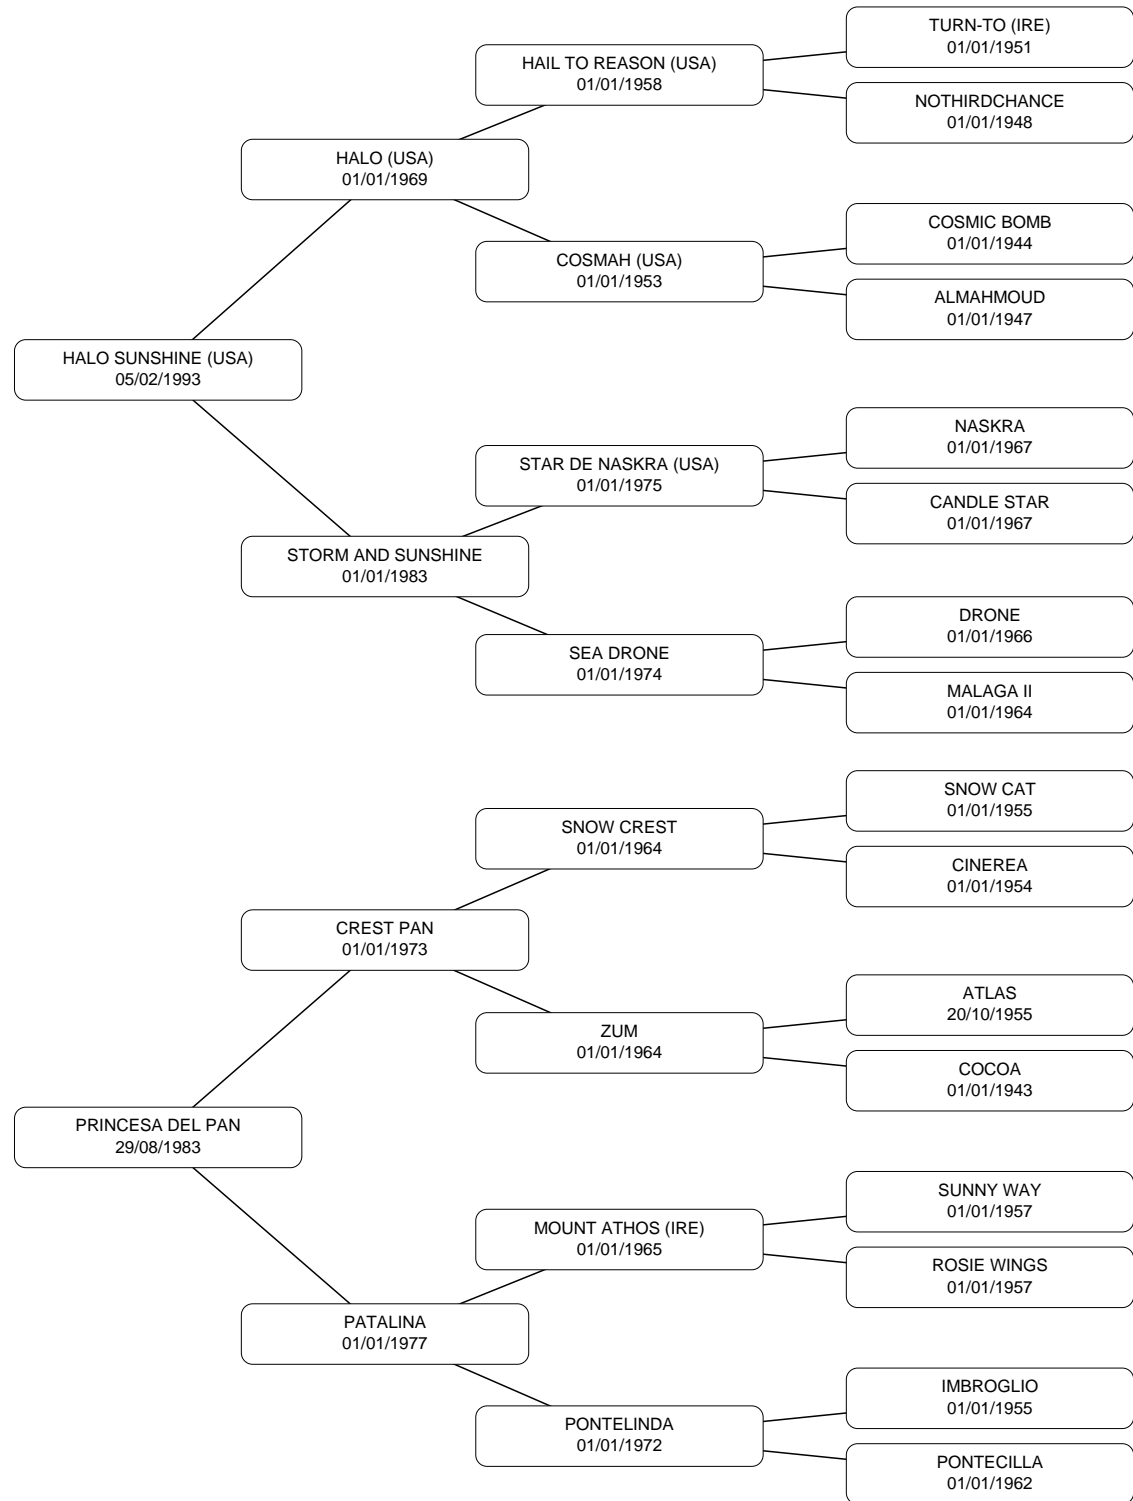 TURN-TO (IRE)
01/01/1951
HAIL TO REASON (USA)
01/01/1958
NOTHIRDCHANCE
01/01/1948
HALO (USA)
01/01/1969
COSMIC BOMB
01/01/1944
COSMAH (USA)
01/01/1953
ALMAHMOUD
01/01/1947
HALO SUNSHINE (USA)
05/02/1993
NASKRA
01/01/1967
STAR DE NASKRA (USA)
01/01/1975
CANDLE STAR
01/01/1967
STORM AND SUNSHINE
01/01/1983
DRONE
01/01/1966
SEA DRONE
01/01/1974
MALAGA II
01/01/1964
SNOW CAT
01/01/1955
SNOW CREST
01/01/1964
CINEREA
01/01/1954
CREST PAN
01/01/1973
ATLAS
20/10/1955
ZUM
01/01/1964
COCOA
01/01/1943
PRINCESA DEL PAN
29/08/1983
SUNNY WAY
01/01/1957
MOUNT ATHOS (IRE)
01/01/1965
ROSIE WINGS
01/01/1957
PATALINA
01/01/1977
IMBROGLIO
01/01/1955
PONTELINDA
01/01/1972
PONTECILLA
01/01/1962